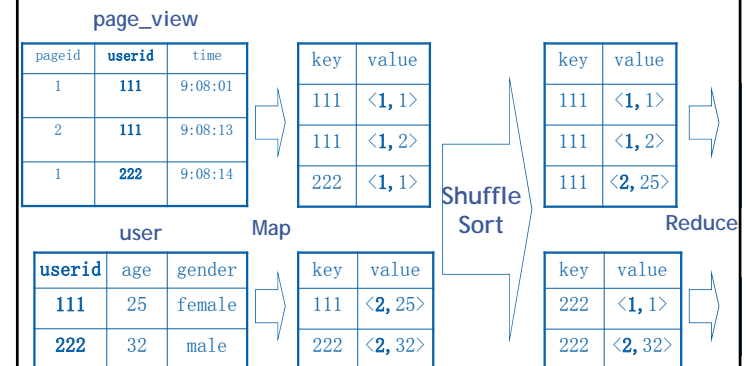 page_view
pageid userid time
1 111 9:08:01
2 111 9:08:13
1 222 9:08:14
key value
111 <1, 1>
111 <1, 2>
222 <1, 1>
key value
111 <1, 1>
111 <1, 2>
111 <2, 25>
Shuffle
Sort
Map
Reduce
user
userid age gender
111 25 female
222 32 male
key value
111 <2, 25>
222 <2, 32>
key value
222 <1, 1>
222 <2, 32>